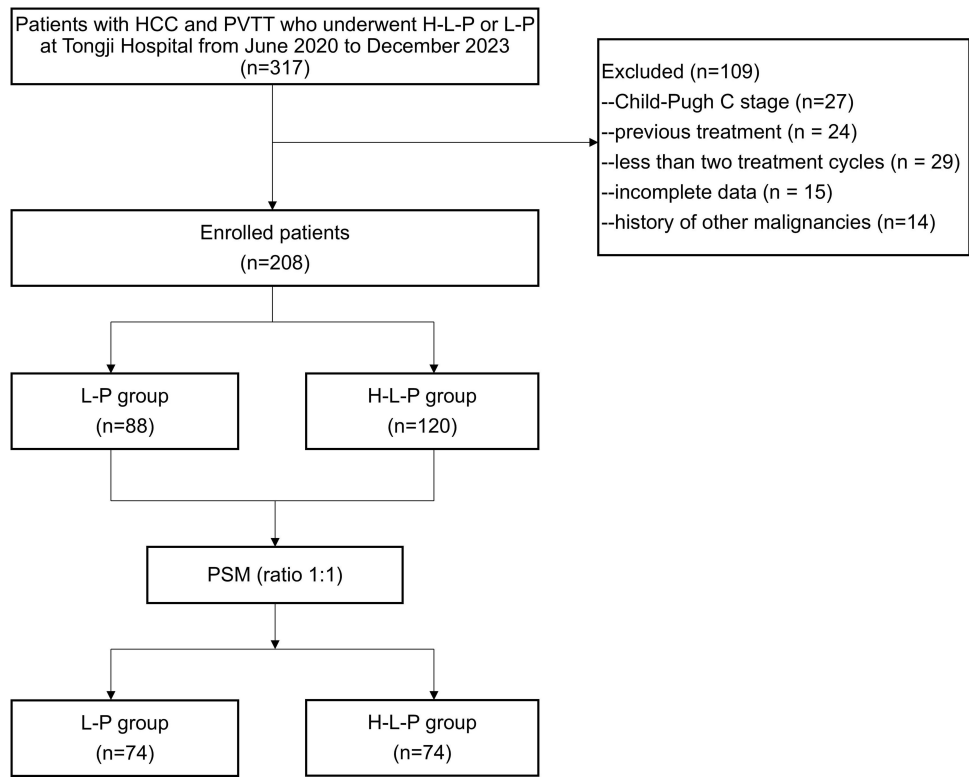 Patients with HCC and PVTT who underwent H-L-P or L-P
at Tongji Hospital from June 2020 to December 2023
(n=317)
Excluded (n=109)
--Child-Pugh C stage (n=27)
--previous treatment (n = 24)
--less than two treatment cycles (n = 29)
--incomplete data (n = 15)
--history of other malignancies (n=14)
Enrolled patients
(n=208)
L-P group
(n=88)
H-L-P group
(n=120)
PSM (ratio 1:1)
L-P group
(n=74)
H-L-P group
(n=74)